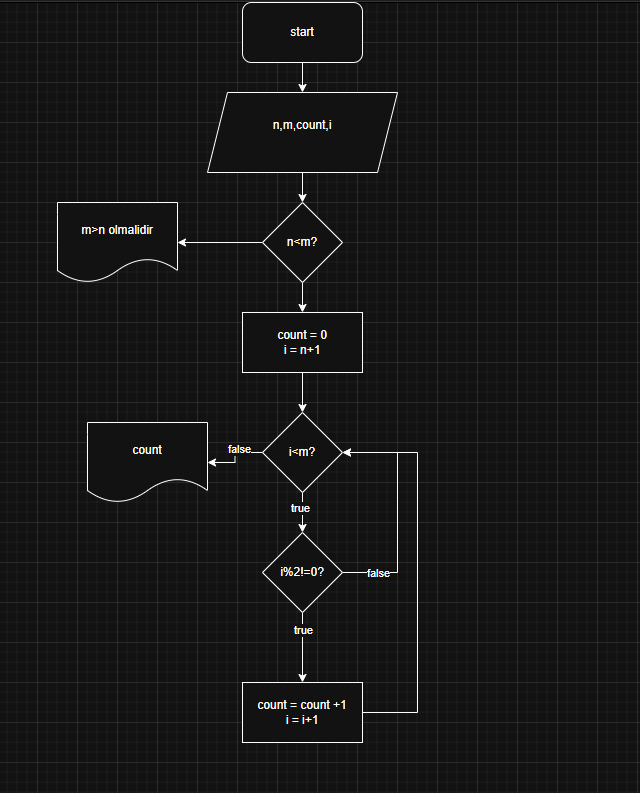 start
n,m,count,i
n<m?
m>n olmalidir
count = 0
i = n+1
i<m?
false
count
true
i%2!=0?
false
true
count = count +1
i = i+1